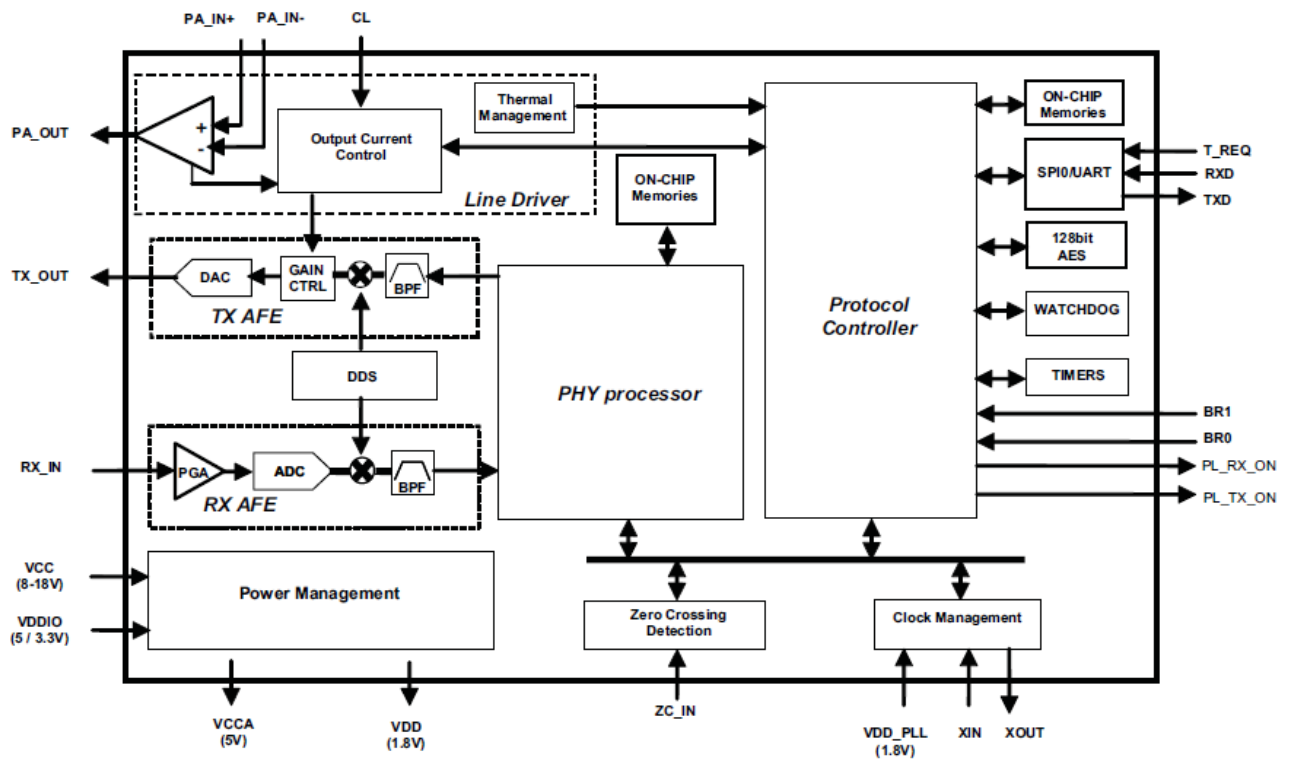 PA_IN+ PA_IN- CL
PA_OUT
+
-
Output Current
Control
Thermal
Management
Line Driver
ON-CHIP
Memories
TX_OUT
DAC
GAIN
CTRL
BPF
TX AFE
DDS
RX_IN
PGA
ADC
BPF
RX AFE
PHY processor
Protocol
Controller
ON-CHIP
Memories
SPI0/UART
T_REQ
RXD
TXD
128bit
AES
WATCHDOG
TIMERS
BR1
BR0
PL_RX_ON
PL_TX_ON
VCC
(8-18V)
VDDIO
(5 / 3.3V)
Power Management
Zero Crossing
Detection
Clock Management
VCCA
(5V)
VDD
(1.8V)
ZC_IN
VDD_PLL
(1.8V)
XIN
XOUT